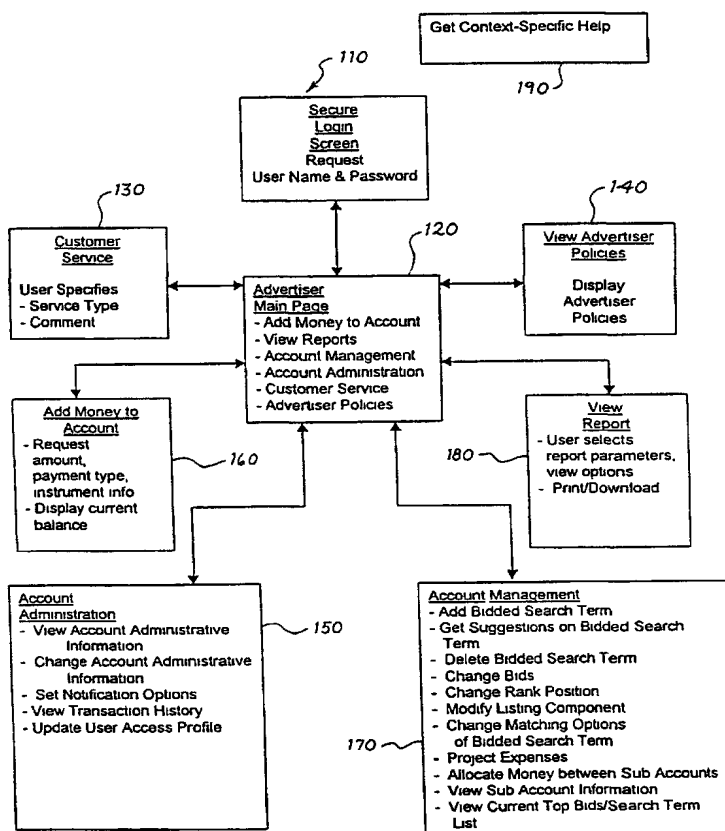 Get Context-Specific Help
190
110
Secure
Login
Screen
Request
User Name & Password
130
Customer
Service
User Specifies
- Service Type
- Comment
120
Advertiser
Main Page
- Add Money to Account
- View Reports
- Account Management
- Account Administration
- Customer Service
- Advertiser Policies
140
View Advertiser
Policies
Display
Advertiser
Policies
Add Money to
Account
- Request
amount,
payment type,
instrument info
- Display current
balance
160
View
Report
- User selects
report parameters,
view options
- Print/Download
180
Account
Administration
- View Account Administrative
Information
- Change Account Administrative
Information
- Set Notification Options
- View Transaction History
- Update User Access Profile
150
Account Management
- Add Bidded Search Term
- Get Suggestions on Bidded Search
Term
- Delete Bidded Search Term
- Change Bids
- Change Rank Position
- Modify Listing Component
- Change Matching Options
of Bidded Search Term
- Project Expenses
- Allocate Money between Sub Accounts
- View Sub Account Information
- View Current Top Bids/Search Term
List
170